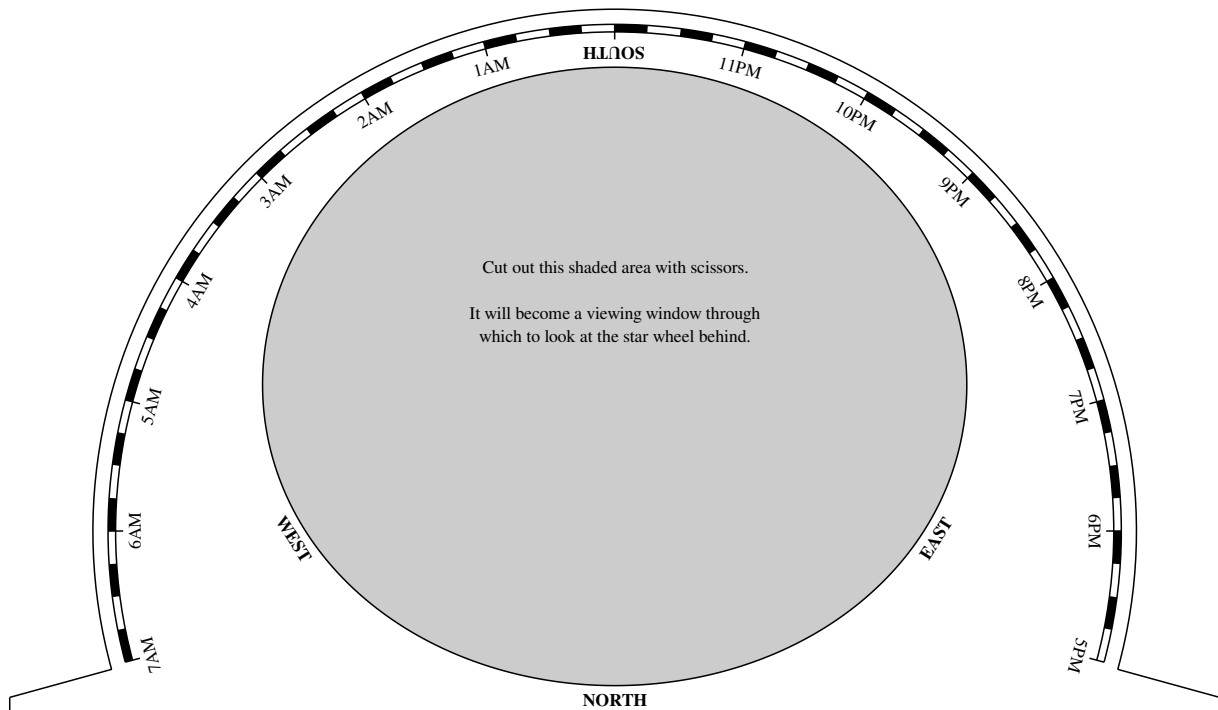 SOUTH
1AM
11PM
2AM
10PM
3AM
9PM
Cut out this shaded area with scissors.
4AM
8PM
It will become a viewing window through
which to look at the star wheel behind.
5AM
7PM
6AM
6PM
WEST
EAST
7AM
5PM
NORTH